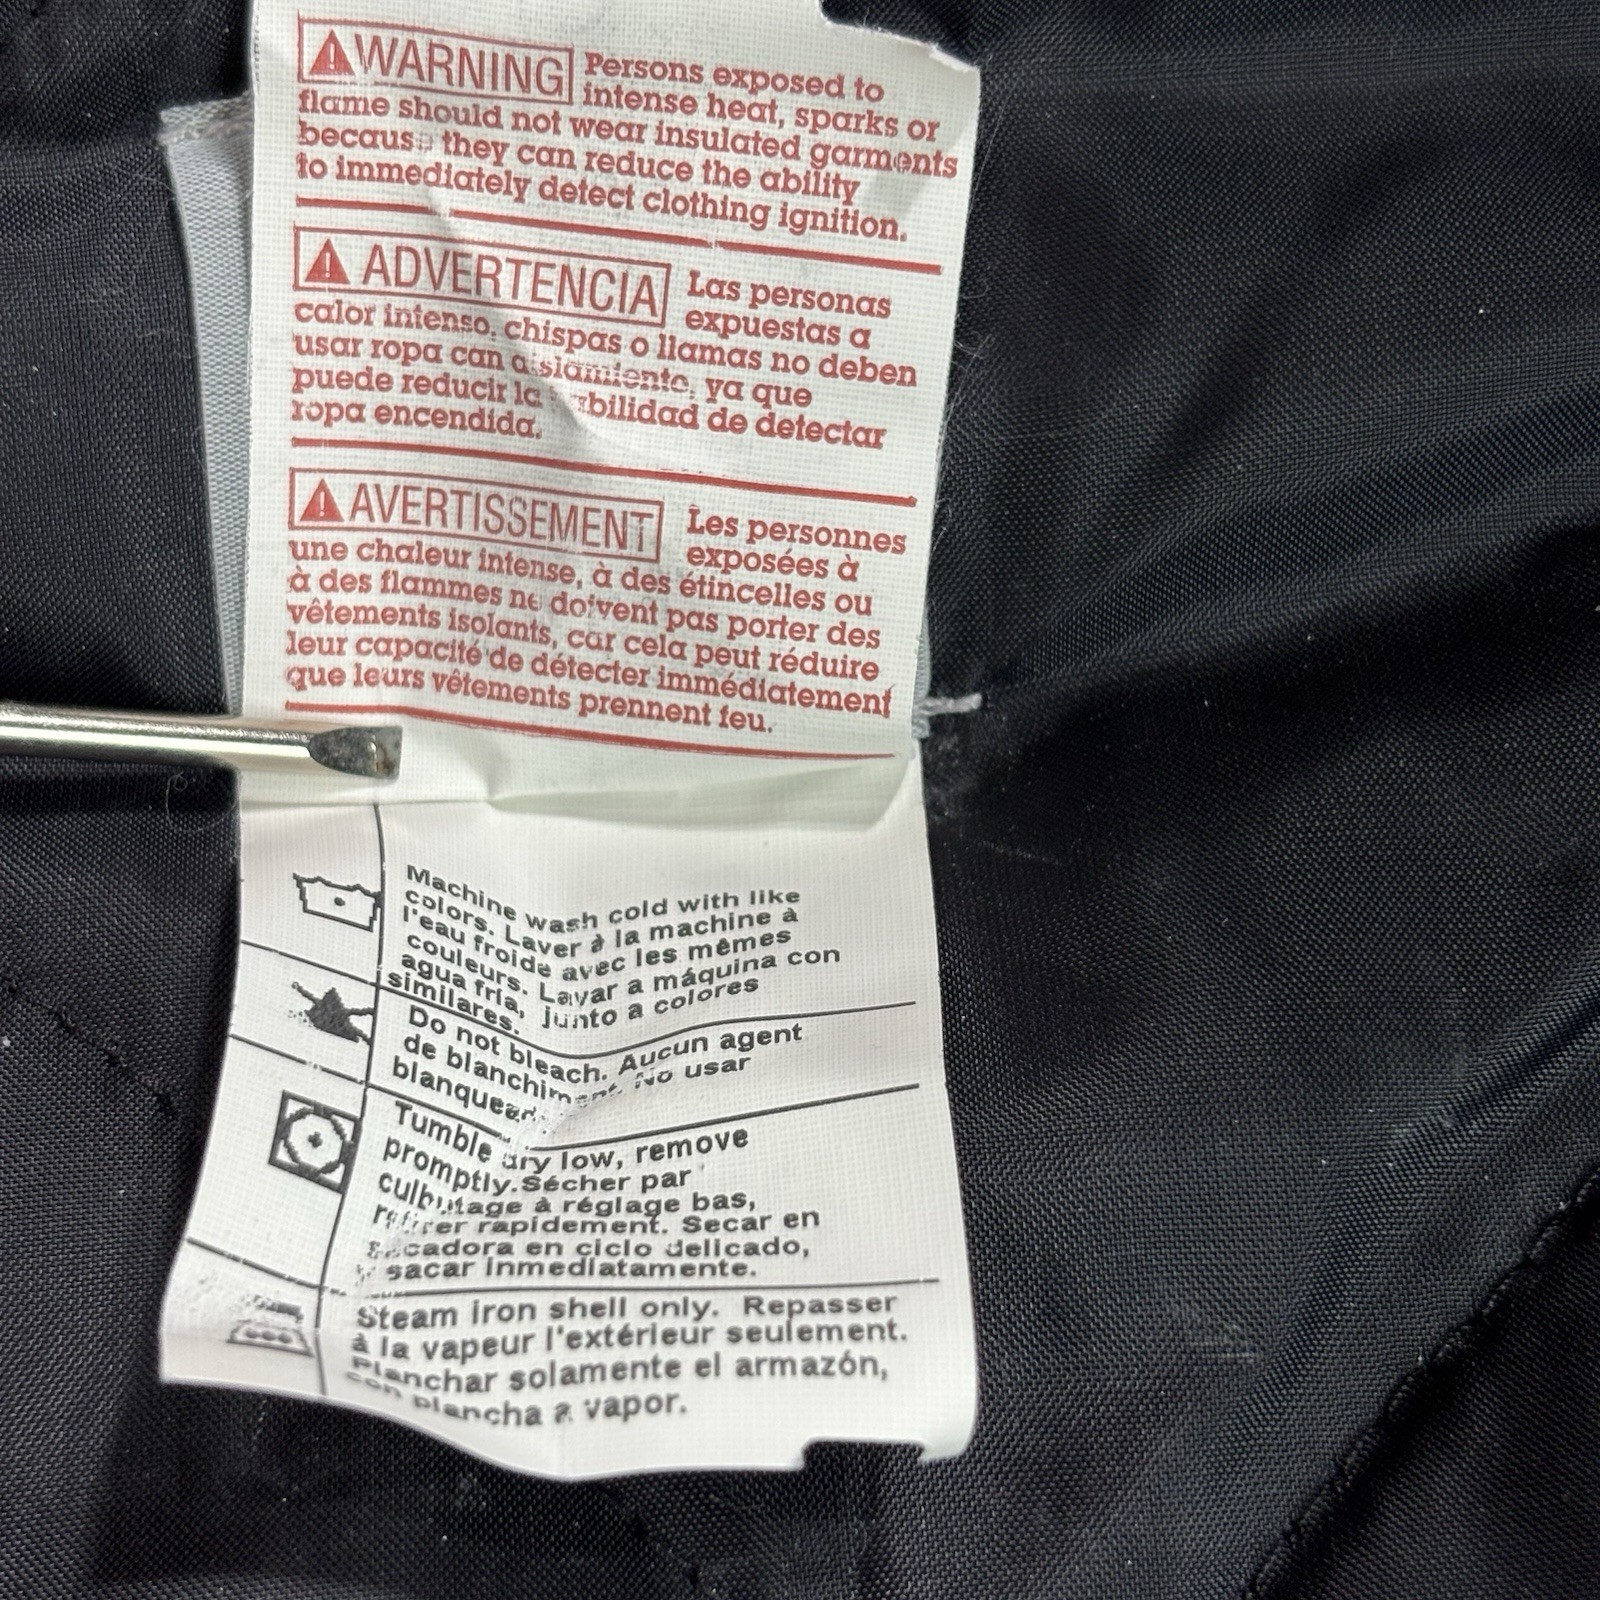 WARNING Persons exposed to
intense heat, sparks or
flame should not wear insulated garments
because they can reduce the ability
to immediately detect clothing ignition.
ADVERTENCIA Las personas
expuestas a
calor intenso, chispas o llamas no deben
usar ropa con aislamiento, ya que
puede reducir la habilidad de detectar
ropa encendida.
AVERTISSEMENT Les personnes
exposées à
une chaleur intense, à des étincelles ou
à des flammes ne doivent pas porter des
vêtements isolants, car cela peut réduire
leur capacité de détecter immédiatement
que leurs vêtements prennent feu.
Machine wash cold with like
colors. Laver à la machine à
l'eau froide avec les mêmes
couleurs. Lavar a máquina con
agua fría, junto a colores
similares.
Do not bleach. Aucun agent
de blanchiment. No usar
blanquead
Tumble dry low, remove
promptly. Sécher par
culbutage à réglage bas,
retirer rapidement. Secar en
secadora en ciclo delicado,
y sacar inmediatamente.
Steam iron shell only. Repasser
à la vapeur l'extérieur seulement.
Planchar solamente el armazón,
con plancha a vapor.